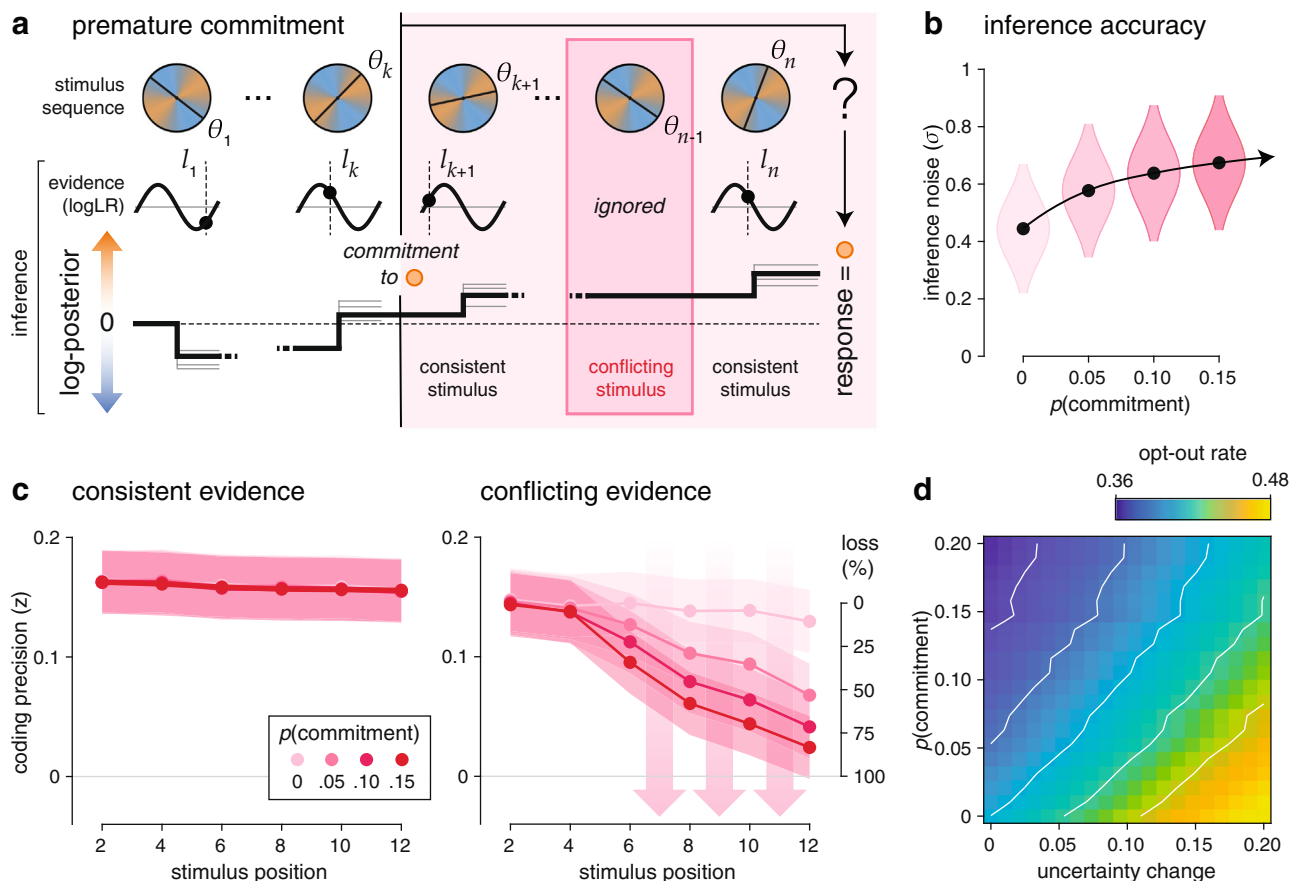 a premature commitment
stimulus
sequence
θ1
...
θk
θk+1
...
θn-1
θn
?
inference
evidence
(logLR)
l1
lk
lk+1
ignored
ln
commitment
to
log-posterior
0
consistent
stimulus
conflicting
stimulus
consistent
stimulus
response =
b inference accuracy
inference noise (σ)
1
0.8
0.6
0.4
0.2
0
0 0.05 0.10 0.15
p(commitment)
c consistent evidence
coding precision (z)
0.2
0.1
0
p(commitment)
0 .05 .10 .15
2 4 6 8 10 12
stimulus position
conflicting evidence
0.2
0.1
0
loss
(%)
0
25
50
75
100
2 4 6 8 10 12
stimulus position
d
opt-out rate
0.36 0.48
p(commitment)
0.20
0.15
0.10
0.05
0
0 0.05 0.10 0.15 0.20
uncertainty change